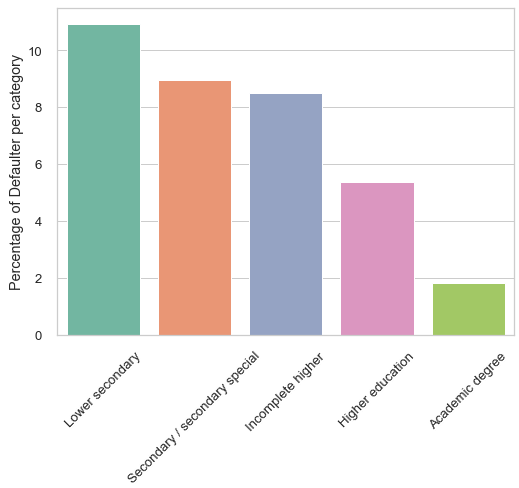 Percentage of Defaulter per category
10
8
6
4
2
0
Lower secondary
Secondary / secondary special
Incomplete higher
Higher education
Academic degree